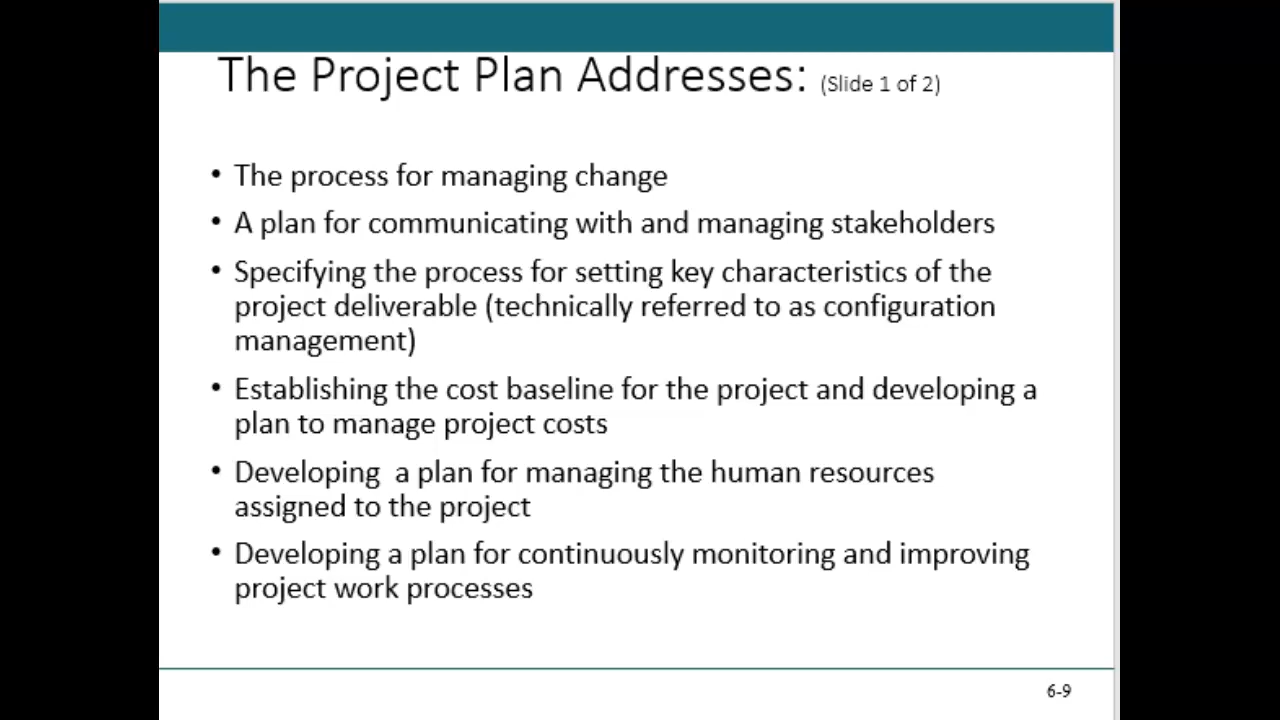 The Project Plan Addresses: (Slide 1 of 2)
• The process for managing change
• A plan for communicating with and managing stakeholders
• Specifying the process for setting key characteristics of the
project deliverable (technically referred to as configuration
management)
• Establishing the cost baseline for the project and developing a
plan to manage project costs
• Developing  a plan for managing the human resources
assigned to the project
• Developing a plan for continuously monitoring and improving
project work processes
6-9